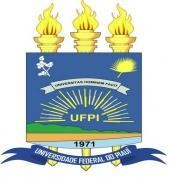 UNIVERSITAS HOMINEM FACIT
UFPI
1971
UNIVERSIDADE FEDERAL DO PIAUÍ